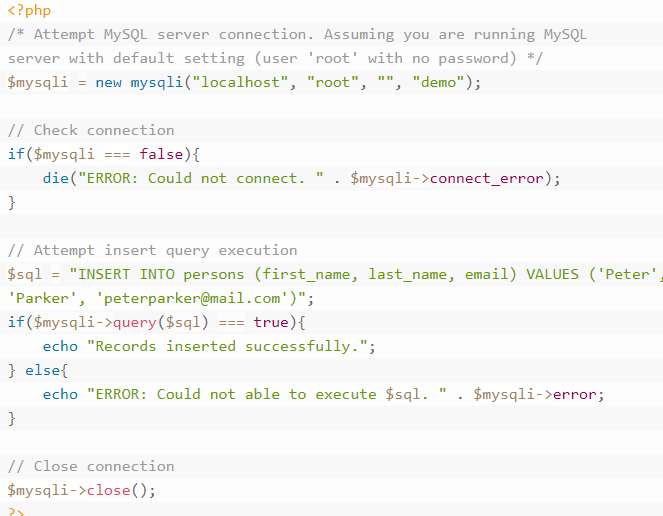 <?php
/* Attempt MySQL server connection. Assuming you are running MySQL
server with default setting (user 'root' with no password) */
$mysqli = new mysqli("localhost", "root", "", "demo");
// Check connection
if($mysqli === false){
    die("ERROR: Could not connect. " . $mysqli->connect_error);
}
// Attempt insert query execution
$sql = "INSERT INTO persons (first_name, last_name, email) VALUES ('Peter',
'Parker', 'peterparker@mail.com')";
if($mysqli->query($sql) === true){
    echo "Records inserted successfully.";
} else{
    echo "ERROR: Could not able to execute $sql. " . $mysqli->error;
}
// Close connection
$mysqli->close();
?>